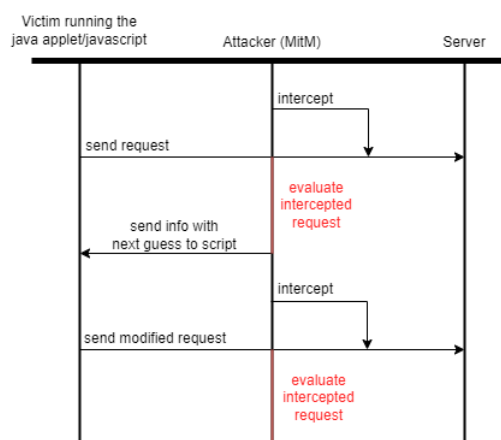 Victim running the
java applet/javascript
Attacker (MitM)
Server
intercept
send request
evaluate
intercepted
request
send info with
next guess to script
intercept
send modified request
evaluate
intercepted
request